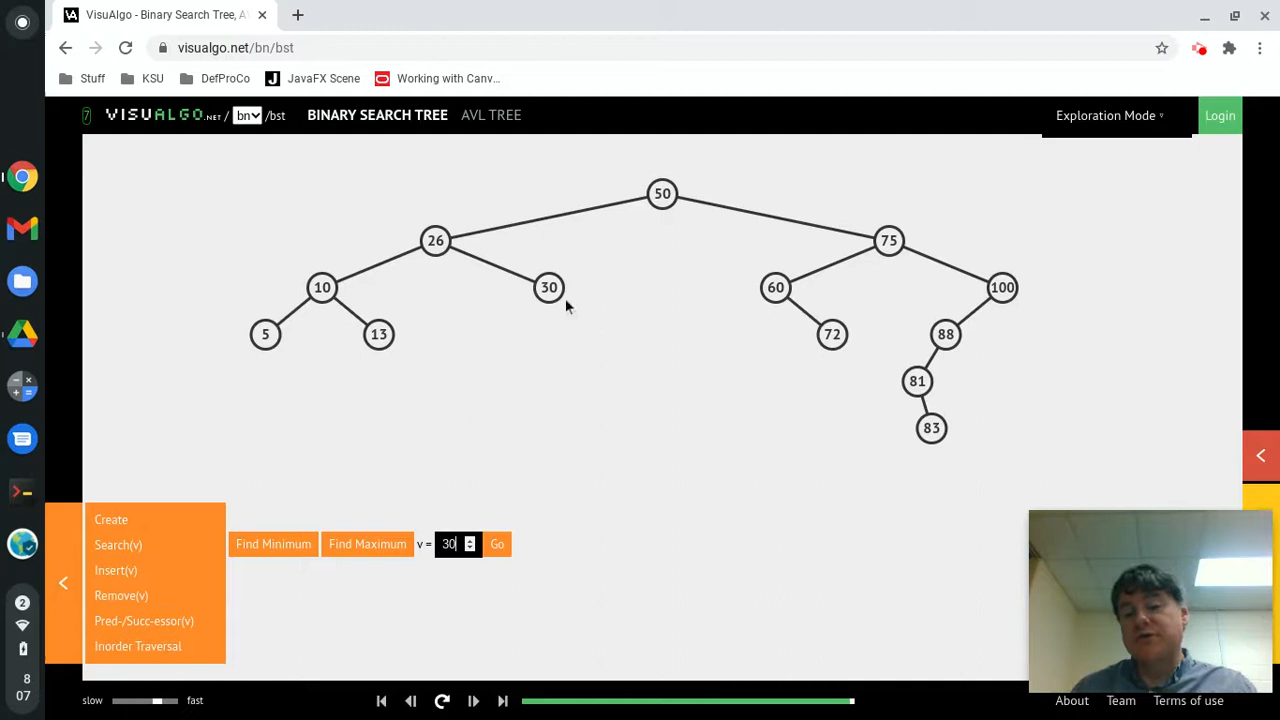 VisuAlgo - Binary Search Tree, A
visualgo.net/bn/bst
Stuff KSU DefProCo JavaFX Scene Working with Canv...
7 VISUALGO.NET / bn /bst BINARY SEARCH TREE AVL TREE Exploration Mode Login
50
26 75
10 30 60 100
5 13 72 88
81
83
Create
Search(v) Find Minimum Find Maximum v = 30 Go
Insert(v)
Remove(v)
Pred-/Succ-essor(v)
Inorder Traversal
2
8
07
slow fast About Team Terms of use